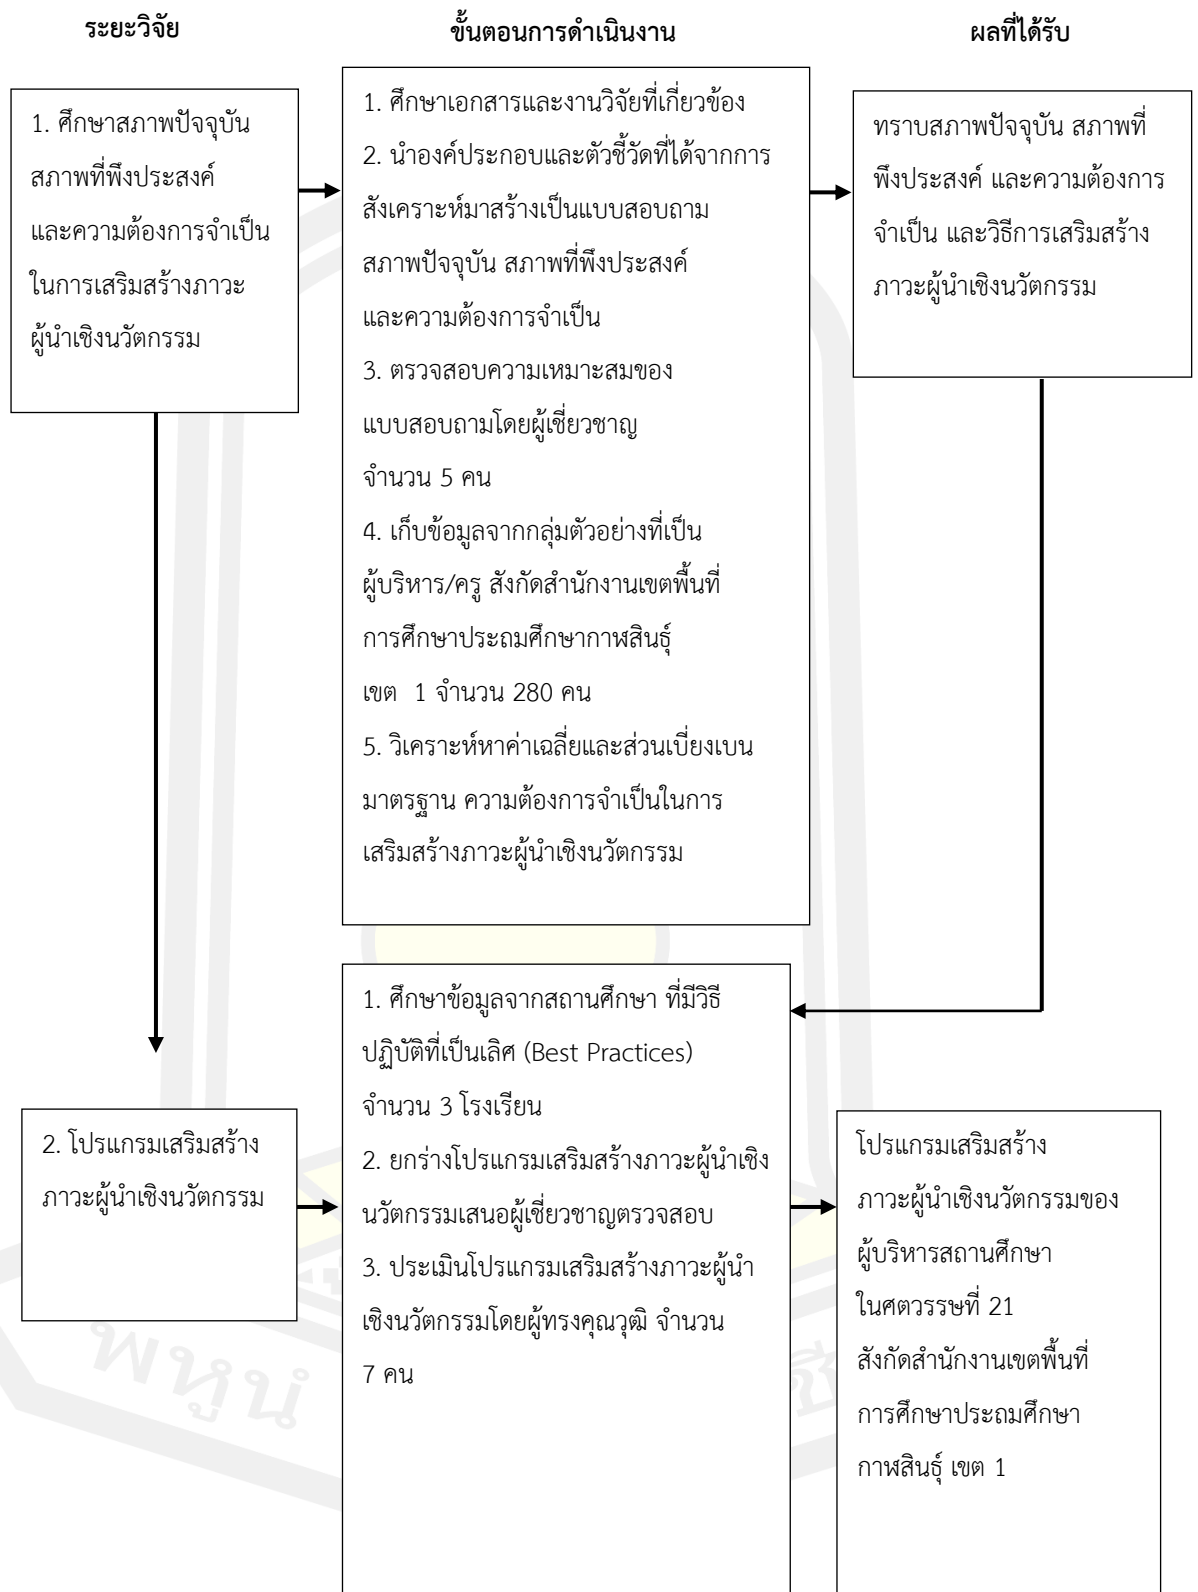 ระยะวิจัย
ขั้นตอนการดำเนินงาน
ผลที่ได้รับ
1. ศึกษาสภาพปัจจุบัน
สภาพที่พึงประสงค์
และความต้องการจำเป็น
ในการเสริมสร้างภาวะ
ผู้นำเชิงนวัตกรรม
1. ศึกษาเอกสารและงานวิจัยที่เกี่ยวข้อง
2. นำองค์ประกอบและตัวชี้วัดที่ได้จากการ
สังเคราะห์มาสร้างเป็นแบบสอบถาม
สภาพปัจจุบัน สภาพที่พึงประสงค์
และความต้องการจำเป็น
3. ตรวจสอบความเหมาะสมของ
แบบสอบถามโดยผู้เชี่ยวชาญ
จำนวน 5 คน
4. เก็บข้อมูลจากกลุ่มตัวอย่างที่เป็น
ผู้บริหาร/ครู สังกัดสำนักงานเขตพื้นที่
การศึกษาประถมศึกษากาฬสินธุ์
เขต 1 จำนวน 280 คน
5. วิเคราะห์หาค่าเฉลี่ยและส่วนเบี่ยงเบน
มาตรฐาน ความต้องการจำเป็นในการ
เสริมสร้างภาวะผู้นำเชิงนวัตกรรม
ทราบสภาพปัจจุบัน สภาพที่
พึงประสงค์ และความต้องการ
จำเป็น และวิธีการเสริมสร้าง
ภาวะผู้นำเชิงนวัตกรรม
2. โปรแกรมเสริมสร้าง
ภาวะผู้นำเชิงนวัตกรรม
1. ศึกษาข้อมูลจากสถานศึกษา ที่มีวิธี
ปฏิบัติที่เป็นเลิศ (Best Practices)
จำนวน 3 โรงเรียน
2. ยกร่างโปรแกรมเสริมสร้างภาวะผู้นำเชิง
นวัตกรรมเสนอผู้เชี่ยวชาญตรวจสอบ
3. ประเมินโปรแกรมเสริมสร้างภาวะผู้นำ
เชิงนวัตกรรมโดยผู้ทรงคุณวุฒิ จำนวน
7 คน
โปรแกรมเสริมสร้าง
ภาวะผู้นำเชิงนวัตกรรมของ
ผู้บริหารสถานศึกษา
ในศตวรรษที่ 21
สังกัดสำนักงานเขตพื้นที่
การศึกษาประถมศึกษา
กาฬสินธุ์ เขต 1
พหูนํ